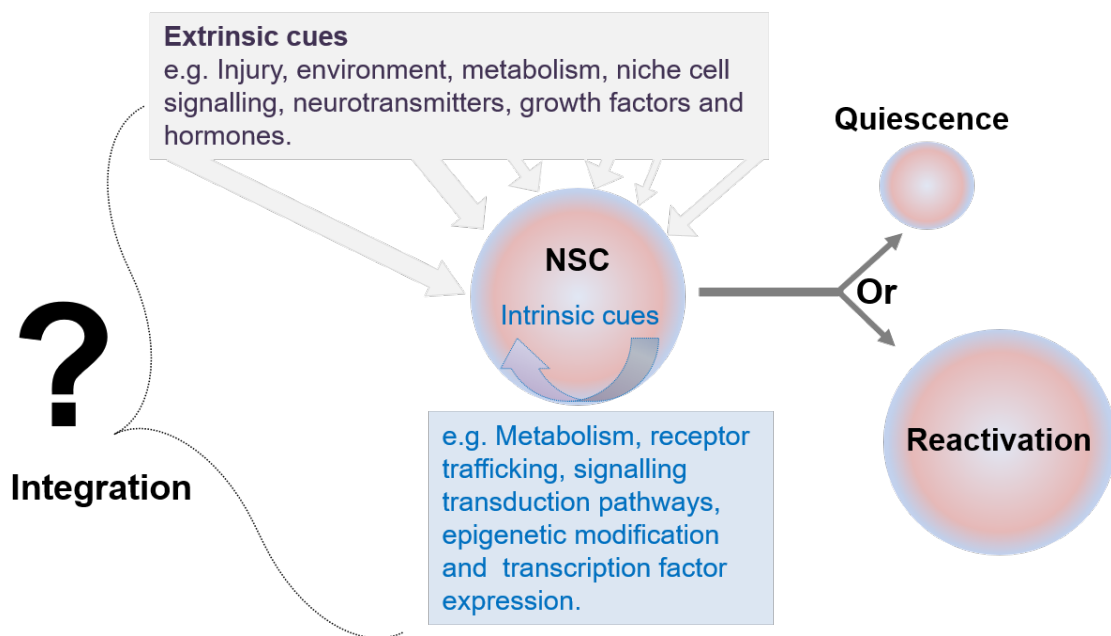 Extrinsic cues
e.g. Injury, environment, metabolism, niche cell
signalling, neurotransmitters, growth factors and
hormones.
Quiescence
NSC
Intrinsic cues
Or
?
Integration
Reactivation
e.g. Metabolism, receptor
trafficking, signalling
transduction pathways,
epigenetic modification
and  transcription factor
expression.